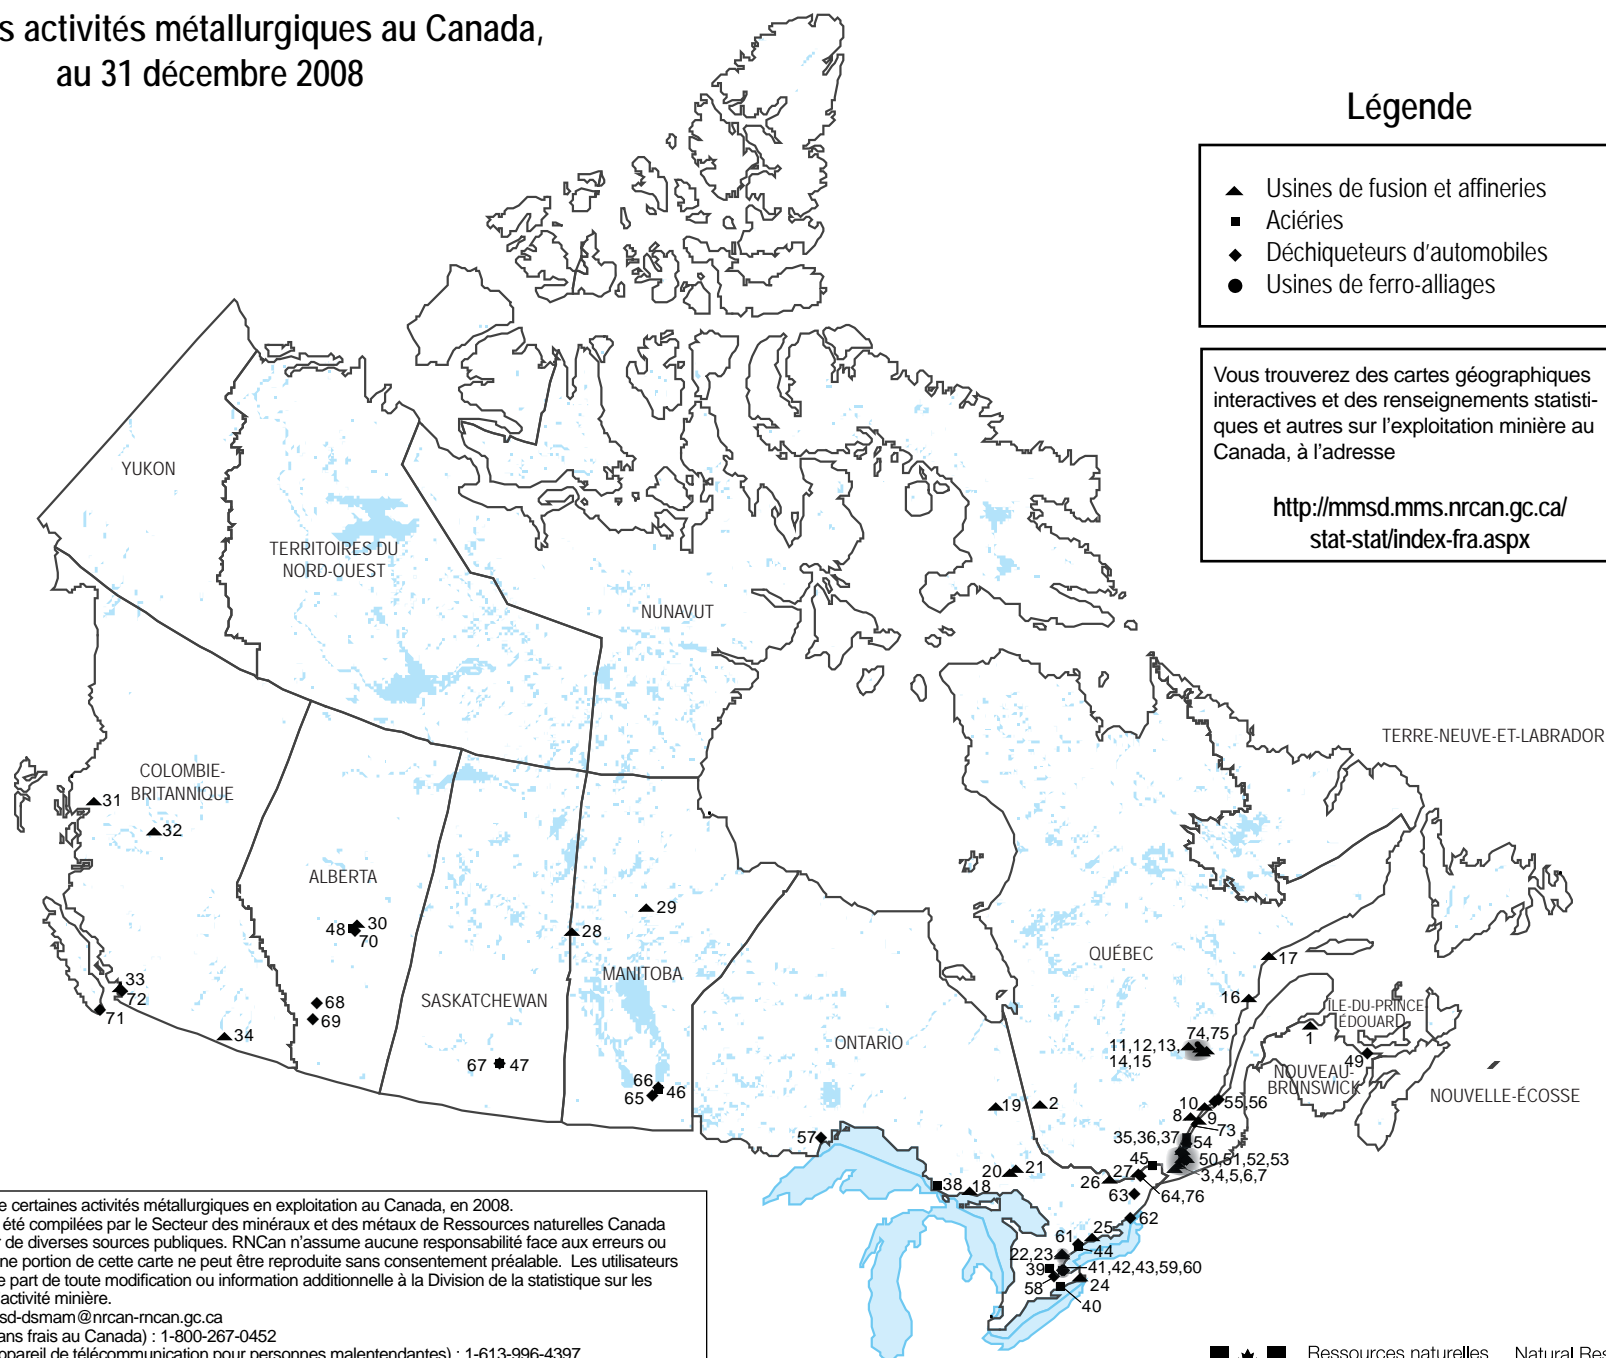 s activités métallurgiques au Canada,
au 31 décembre 2008
Légende
Usines de fusion et affineries
Aciéries
Déchiqueteurs d'automobiles
Usines de ferro-alliages
Vous trouverez des cartes géographiques
interactives et des renseignements statisti-
ques et autres sur l'exploitation minière au
Canada, à l'adresse
http://mmsd.mms.nrcan.gc.ca/
stat-stat/index-fra.aspx
YUKON
TERRITOIRES DU
NORD-OUEST
NUNAVUT
TERRE-NEUVE-ET-LABRADOR
COLOMBIE-
BRITANNIQUE
31
32
ALBERTA
29
30
48
70
28
QUÉBEC
17
MANITOBA
33
72
71
68
69
SASKATCHEWAN
16
ÎLE-DU-PRINCE-
ÉDOUARD
34
1
74,75
11,12,13,
14,15
ONTARIO
67
47
49
NOUVEAU-
BRUNSWICK
NOUVELLE-ÉCOSSE
66
65
46
19
2
10
55,56
8
9
73
57
35,36,37
54
45
50,51,52,53
3,4,5,6,7
20
21
26
27
64,76
38
18
63
62
25
61
44
22,23
39
41,42,43,59,60
58
24
40
e certaines activités métallurgiques en exploitation au Canada, en 2008.
été compilées par le Secteur des minéraux et des métaux de Ressources naturelles Canada
r de diverses sources publiques. RNCan n'assume aucune responsabilité face aux erreurs ou
ne portion de cette carte ne peut être reproduite sans consentement préalable. Les utilisateurs
e part de toute modification ou information additionnelle à la Division de la statistique sur les
activité minière.
sd-dsmam@nrcan-rncan.gc.ca
ans frais au Canada) : 1-800-267-0452
ppareil de télécommunication pour personnes malentendantes) : 1-613-996-4397
Ressources naturelles Natural Res